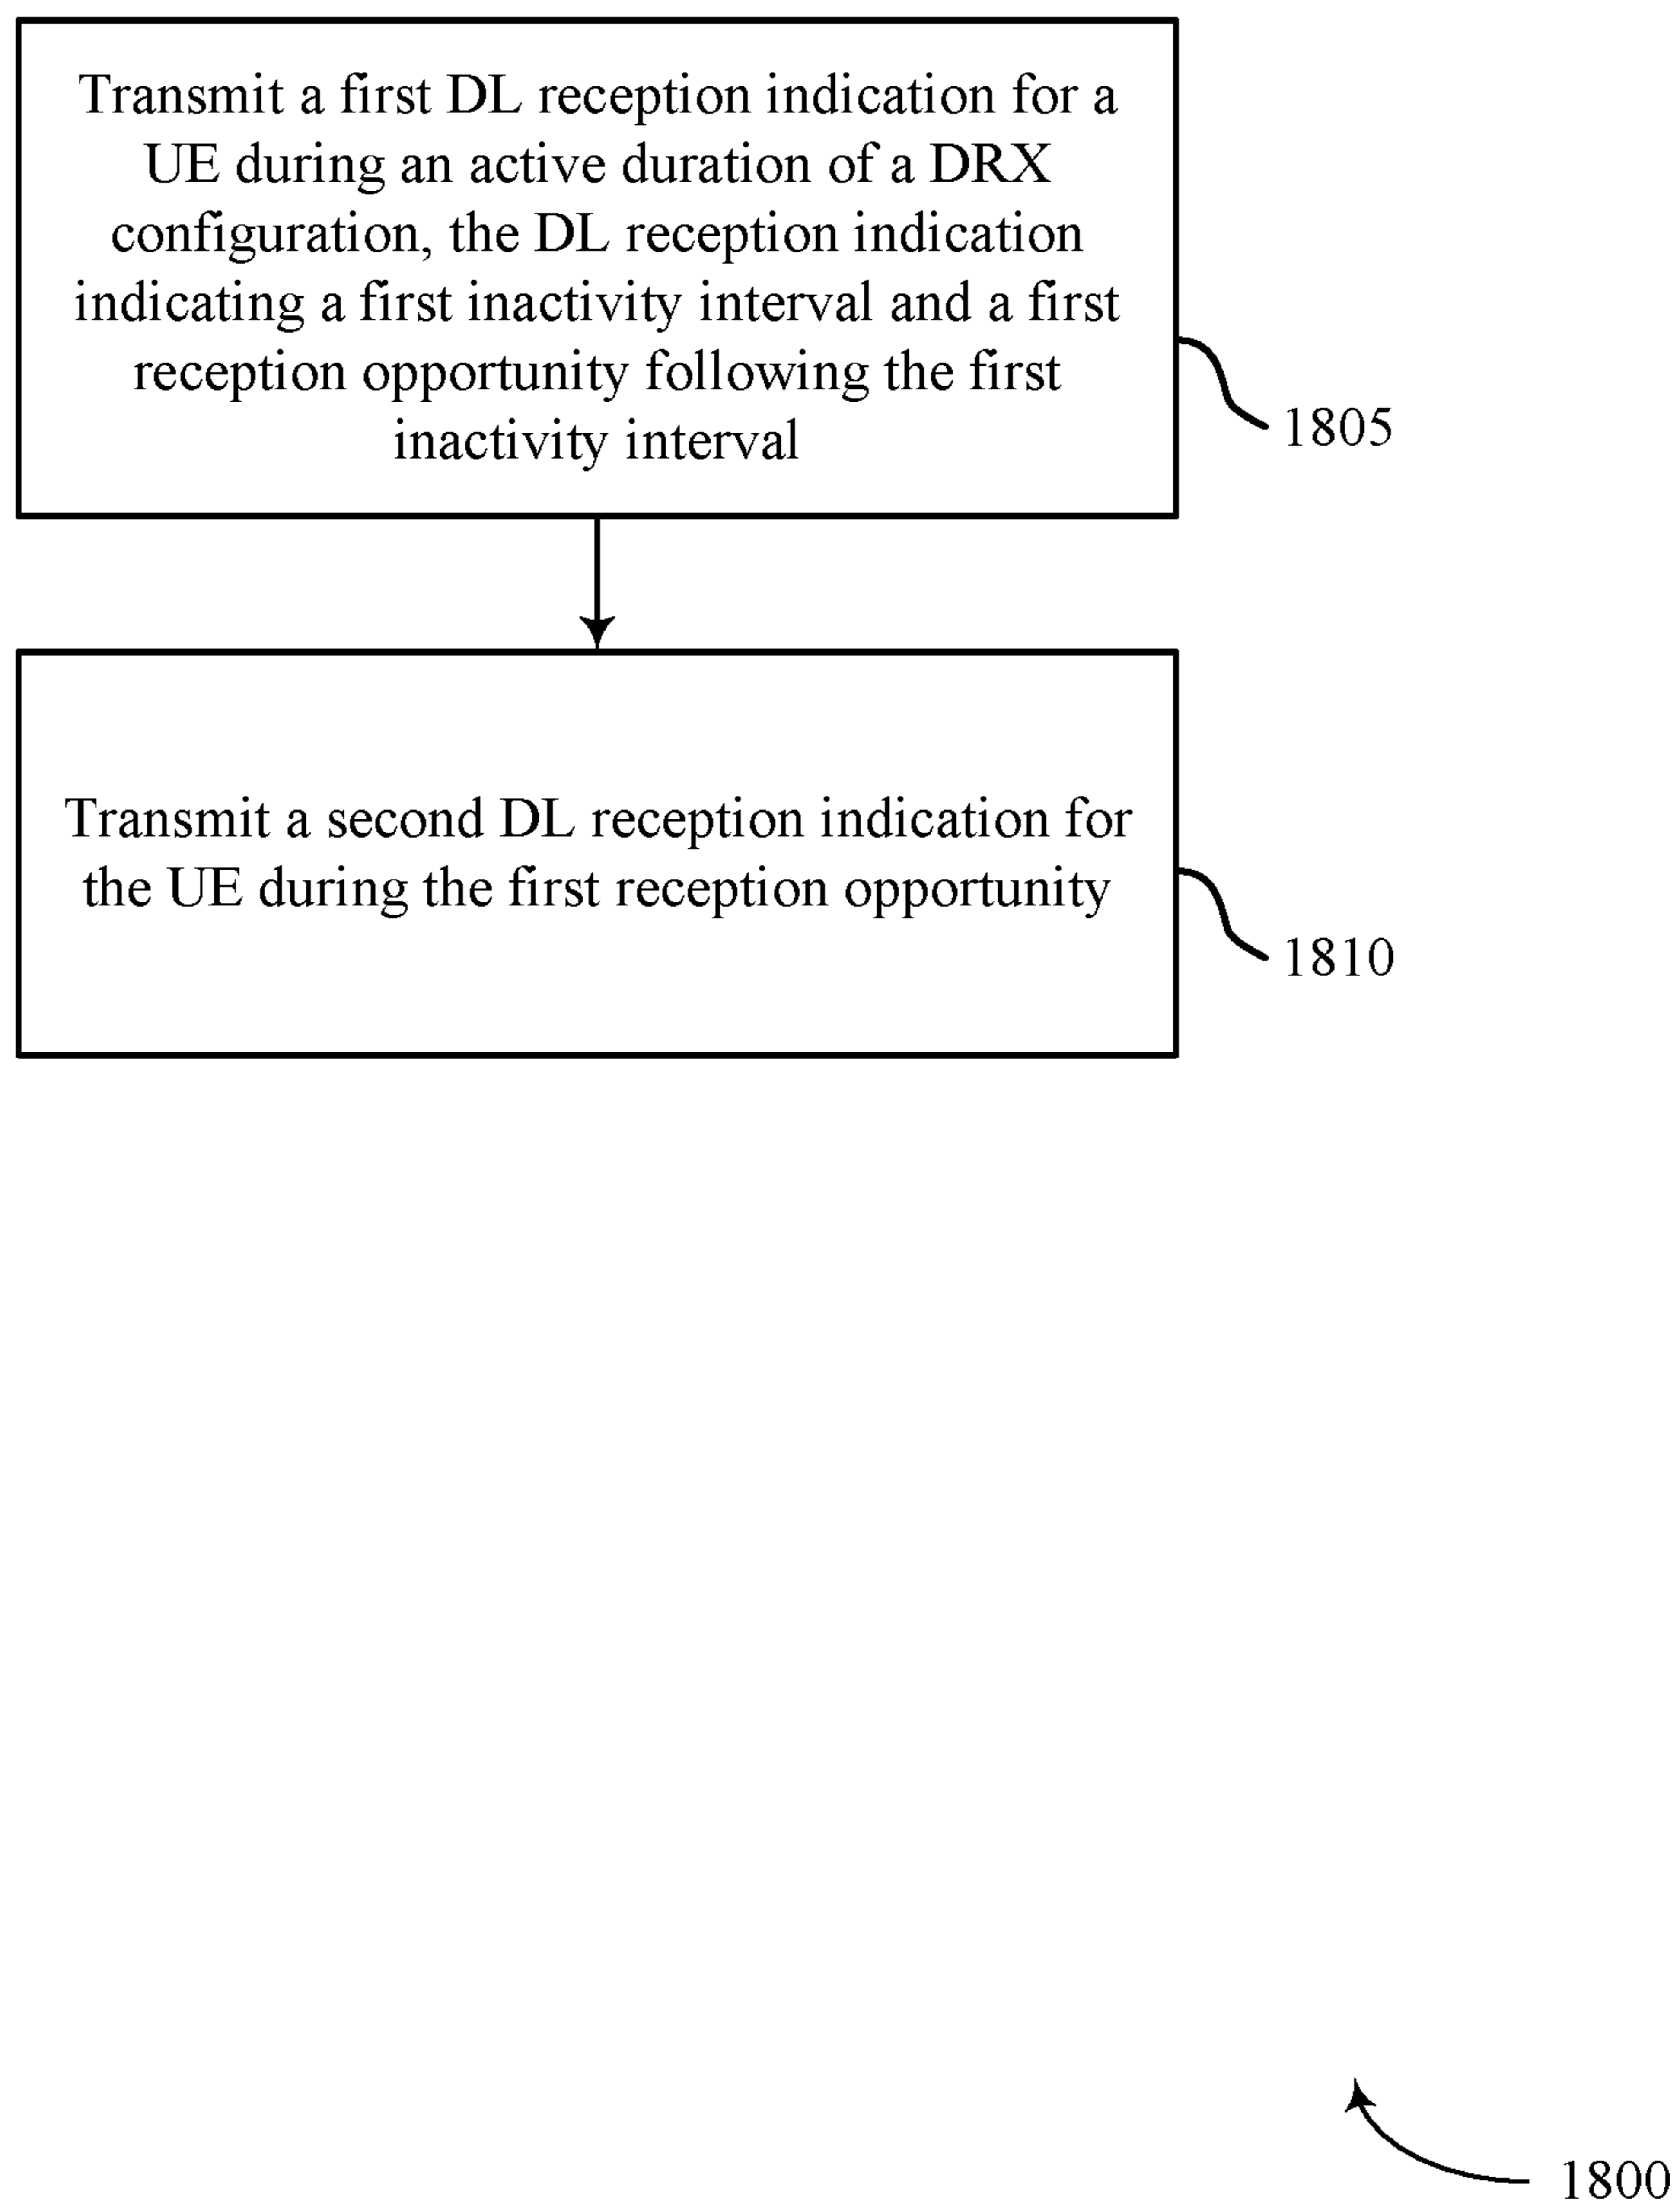 Transmit a first DL reception indication for a
UE during an active duration of a DRX
configuration, the DL reception indication
indicating a first inactivity interval and a first
reception opportunity following the first
inactivity interval
1805
Transmit a second DL reception indication for
the UE during the first reception opportunity
1810
1800